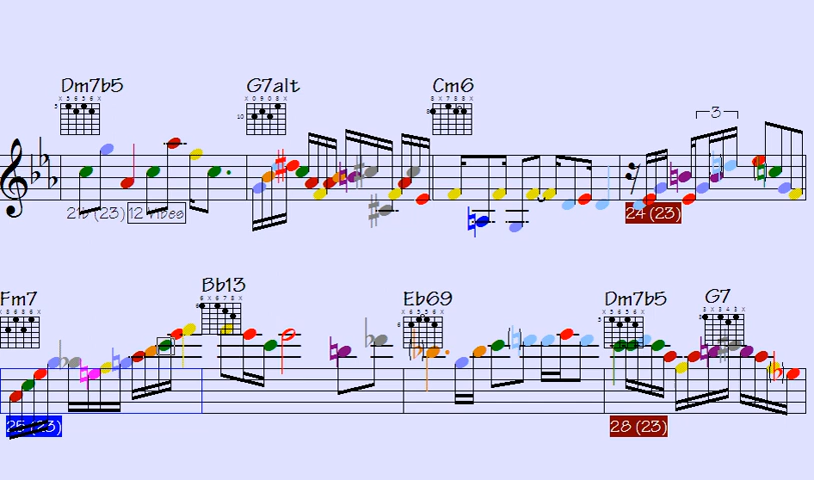 Dm7b5 G7alt Cm6
3
21b (23) 12 Vibes 24 (23)
Fm7 Bb13 Eb69 Dm7b5 G7
25 (23) 28 (23)